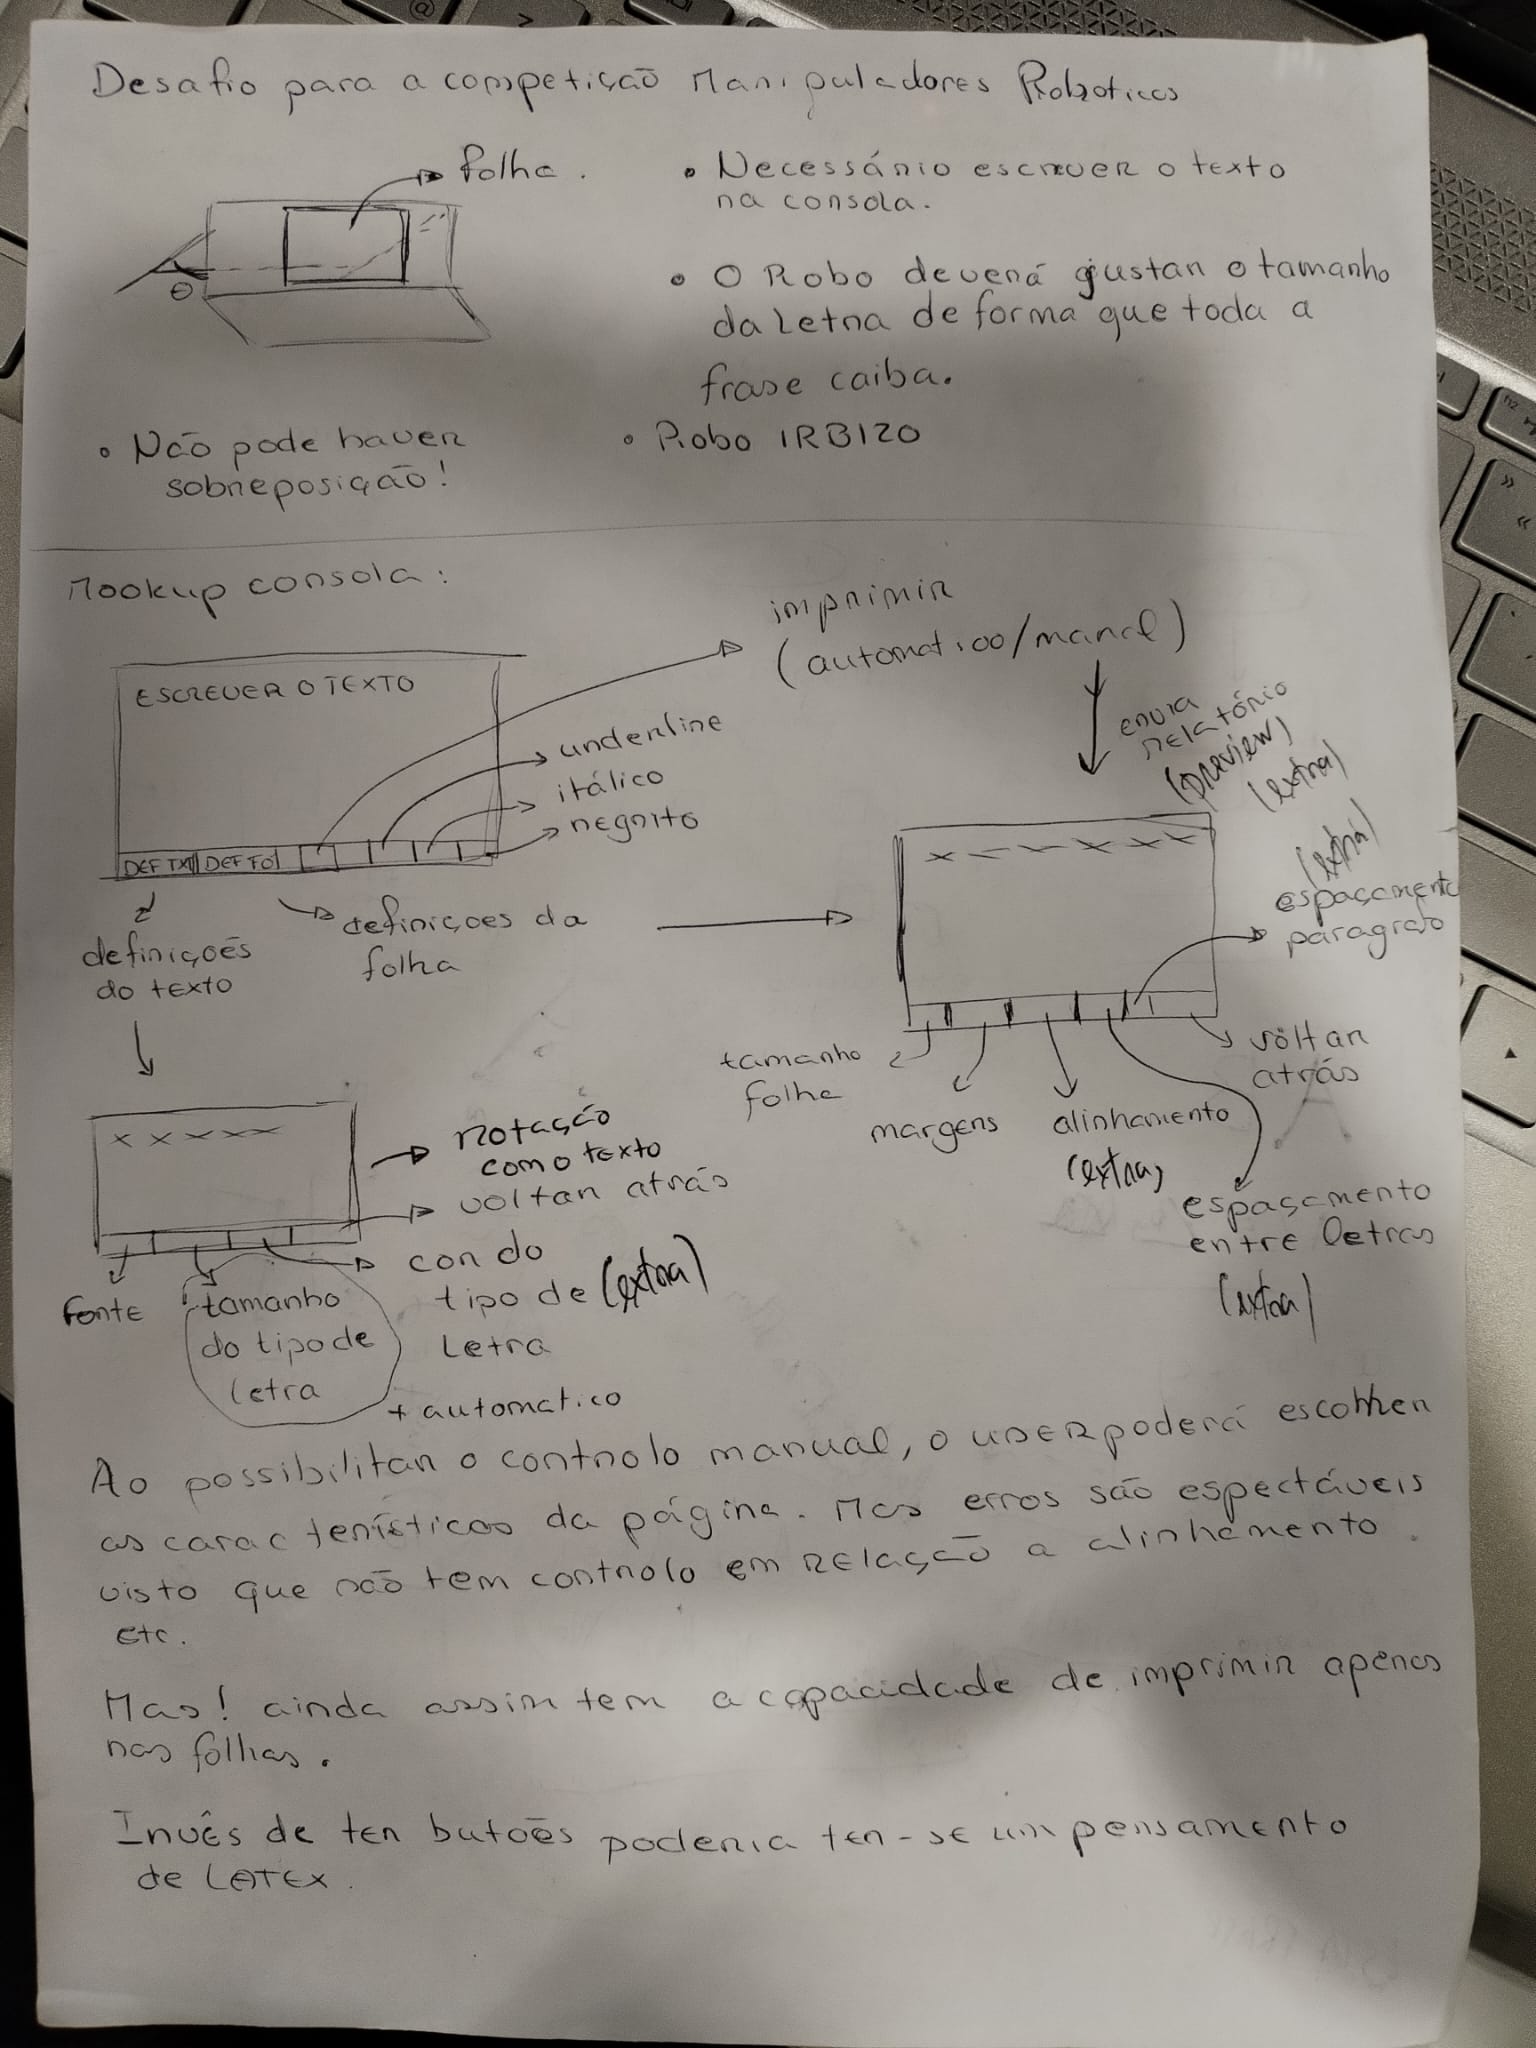 Desafio para a competição Manipuladores Roboticos
folha.
• Necessário escrever o texto
na consola.
• O Robo deverá ajustar o tamanho
da letra de forma que toda a
frase caiba.
θ
• Não pode haver
sobreposição!
• Robo IRB120
Mookup consola:
imprimir
(automatico/manal)
ESCREVER O TEXTO
underline
itálico
negrito
envia
relatório
(preview)
(extra)
DEF TXT
DEF FOl
definições
do texto
definiçoes da
folha
x - - x x x
(extra)
espaçamento
paragrafo
tamanho
folha
margens
alinhamento
(extra)
voltar
atrás
espaçamento
entre letras
(extra)
x x x x x
rotação
como texto
voltar atrás
cor do
tipo de (extra)
letra
fonte
tamanho
do tipo de
letra
+ automatico
Ao possibilitar o controlo manual, o user poderá escolher
as características da página. Mas erros são espectáveis
visto que não tem controlo em relação a alinhamento.
etc.
Mas! ainda assim tem a capacidade de imprimir apenas
nas folhas.
Invês de ter butoēs poderia ter-se um pensamento
de LATEX.